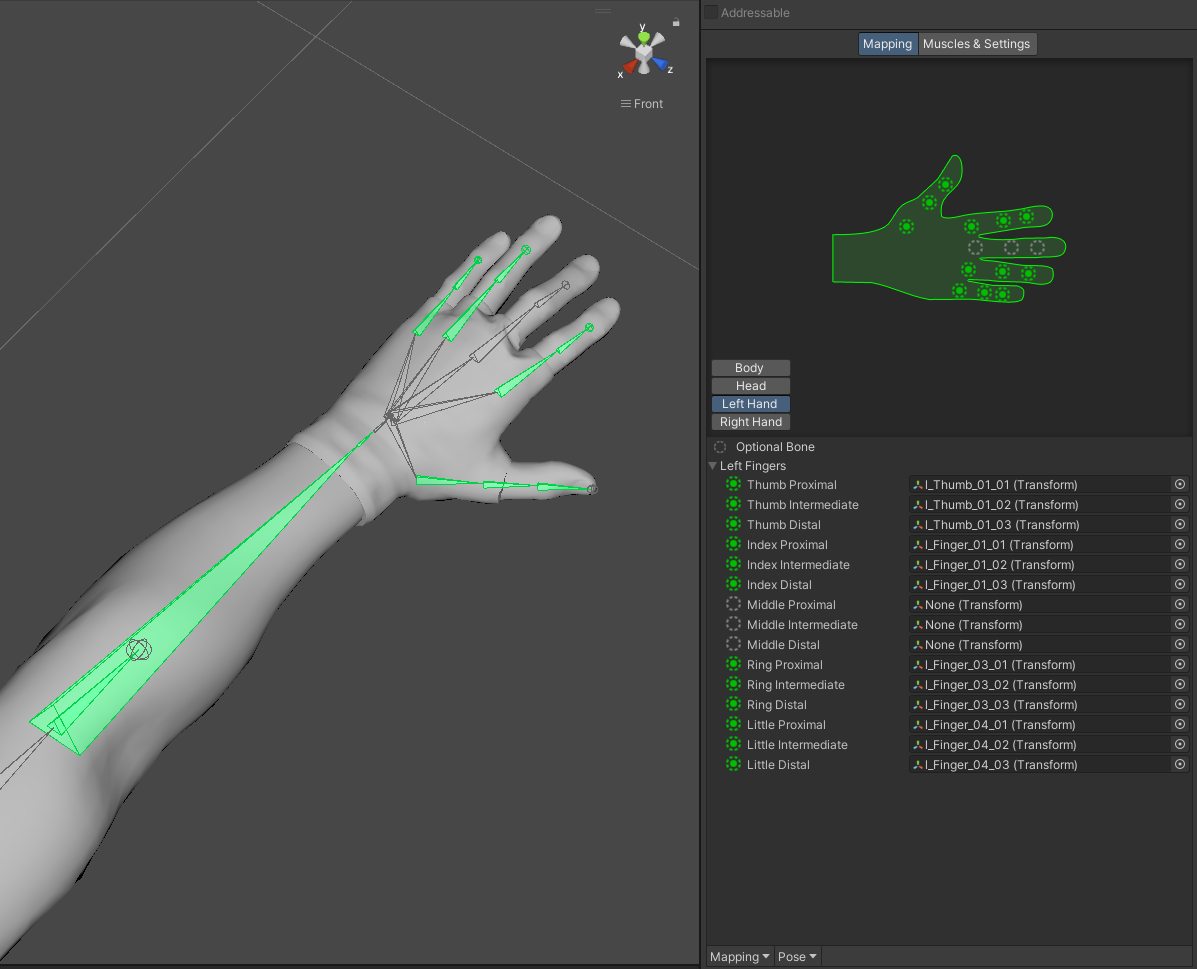 Addressable
Mapping Muscles & Settings
y
x z
Front
Body
Head
Left Hand
Right Hand
Optional Bone
Left Fingers
Thumb Proximal l_Thumb_01_01 (Transform)
Thumb Intermediate l_Thumb_01_02 (Transform)
Thumb Distal l_Thumb_01_03 (Transform)
Index Proximal l_Finger_01_01 (Transform)
Index Intermediate l_Finger_01_02 (Transform)
Index Distal l_Finger_01_03 (Transform)
Middle Proximal None (Transform)
Middle Intermediate None (Transform)
Middle Distal None (Transform)
Ring Proximal l_Finger_03_01 (Transform)
Ring Intermediate l_Finger_03_02 (Transform)
Ring Distal l_Finger_03_03 (Transform)
Little Proximal l_Finger_04_01 (Transform)
Little Intermediate l_Finger_04_02 (Transform)
Little Distal l_Finger_04_03 (Transform)
Mapping Pose